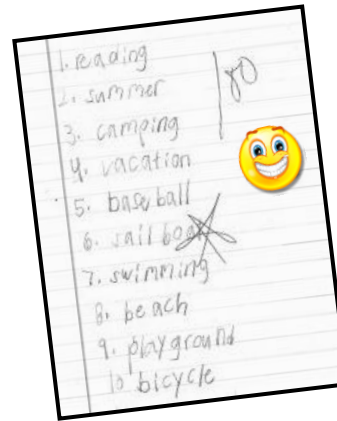 1. reading
100
2. summer
3. camping
4. vacation
5. baseball
6. sailboat
7. swimming
8. beach
9. playground
10 bicycle